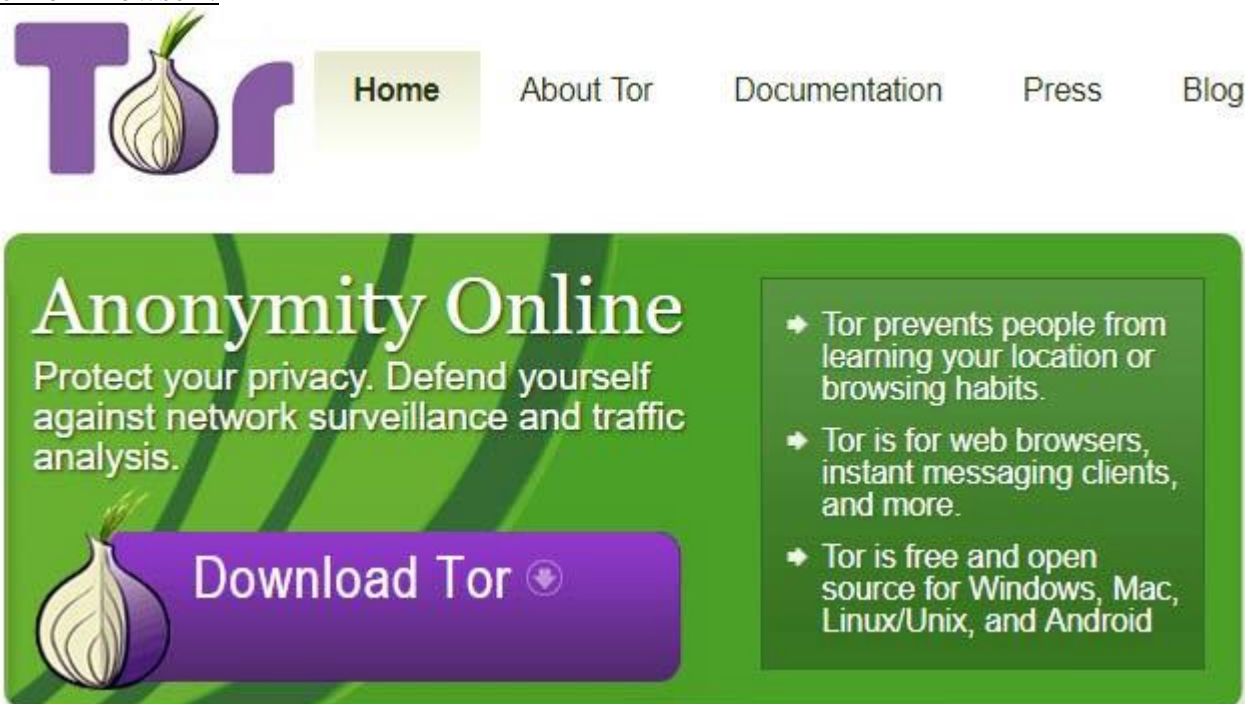 Tor
Home
About Tor
Documentation
Press
Blog
Anonymity Online
Protect your privacy. Defend yourself
against network surveillance and traffic
analysis.
Download Tor
Tor prevents people from
learning your location or
browsing habits.
Tor is for web browsers,
instant messaging clients,
and more.
Tor is free and open
source for Windows, Mac,
Linux/Unix, and Android